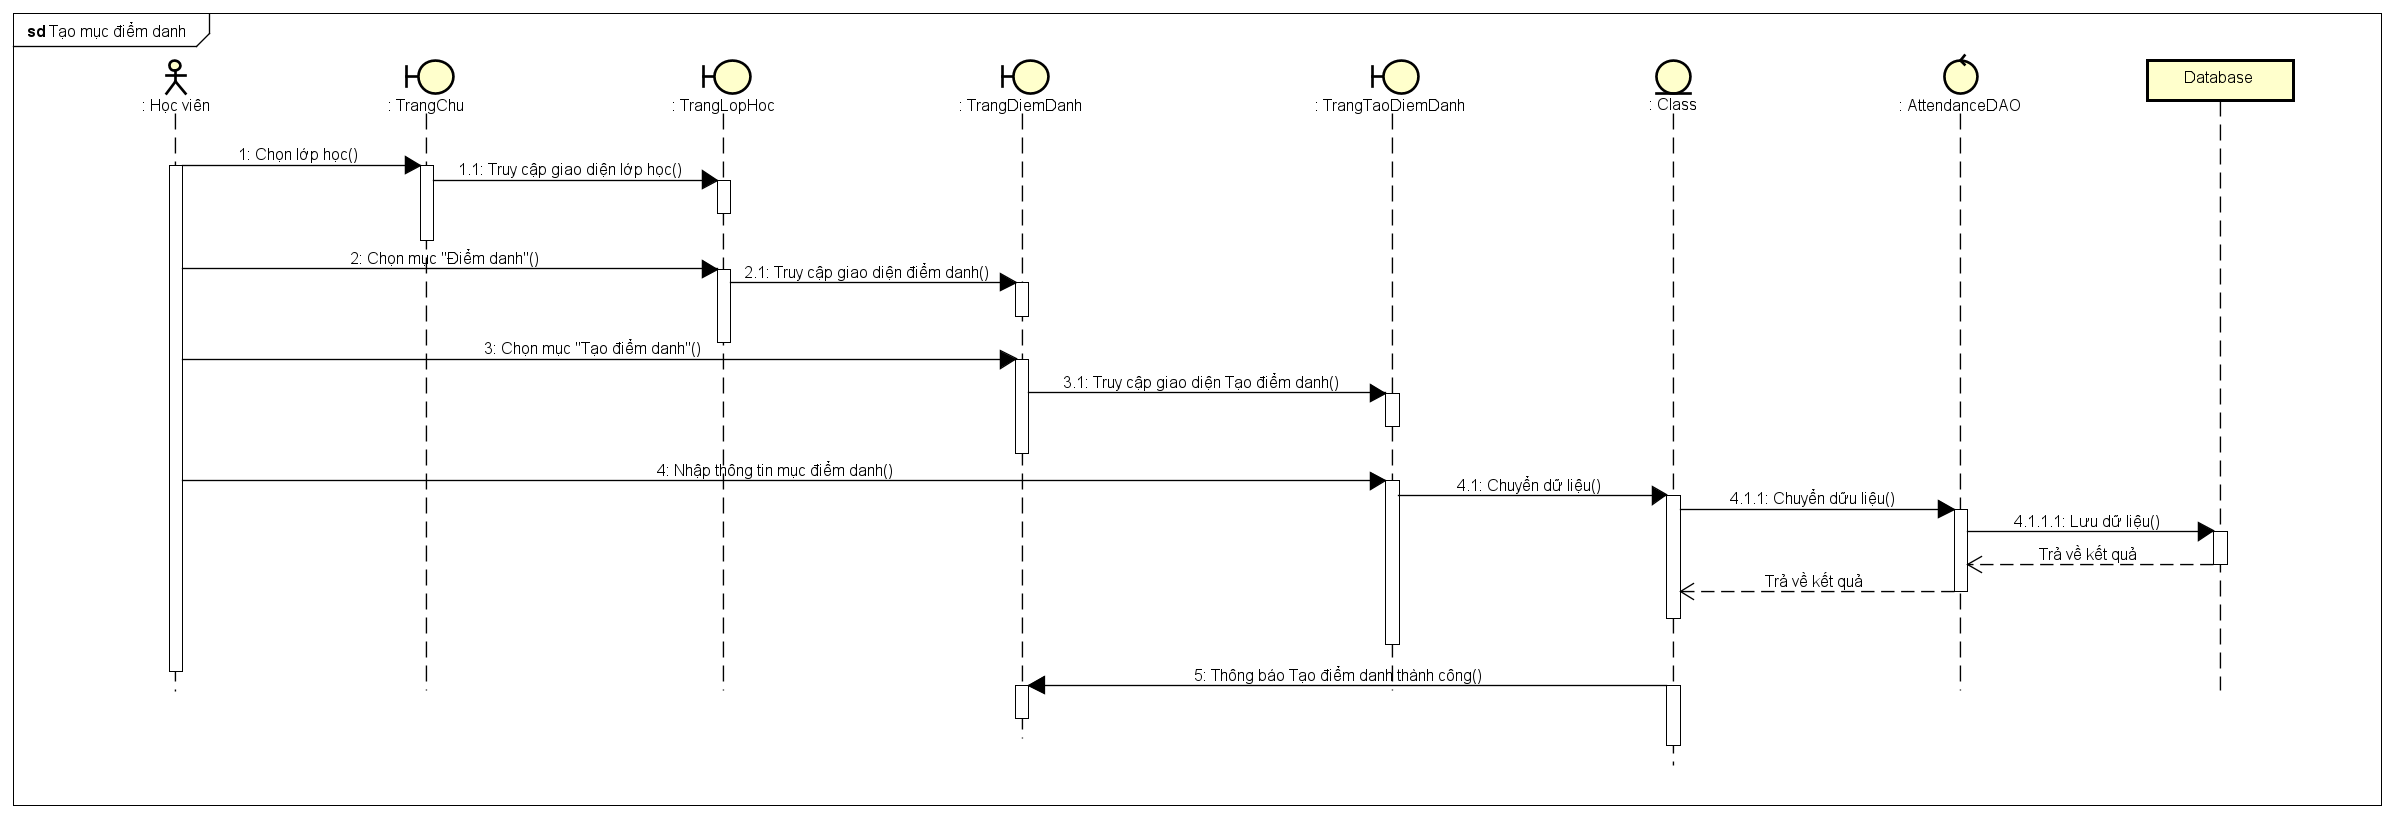 sd Tạo mục điểm danh
: Học viên
: TrangChu
: TrangLopHoc
: TrangDiemDanh
: TrangTaoDiemDanh
: Class
: AttendanceDAO
Database
1: Chọn lớp học()
1.1: Truy cập giao diện lớp học()
2: Chọn mục "Điểm danh"()
2.1: Truy cập giao diện điểm danh()
3: Chọn mục "Tạo điểm danh"()
3.1: Truy cập giao diện Tạo điểm danh()
4: Nhập thông tin mục điểm danh()
4.1: Chuyển dữ liệu()
4.1.1: Chuyển dữu liệu()
4.1.1.1: Lưu dữ liệu()
Trả về kết quả
Trả về kết quả
5: Thông báo Tạo điểm danh thành công()